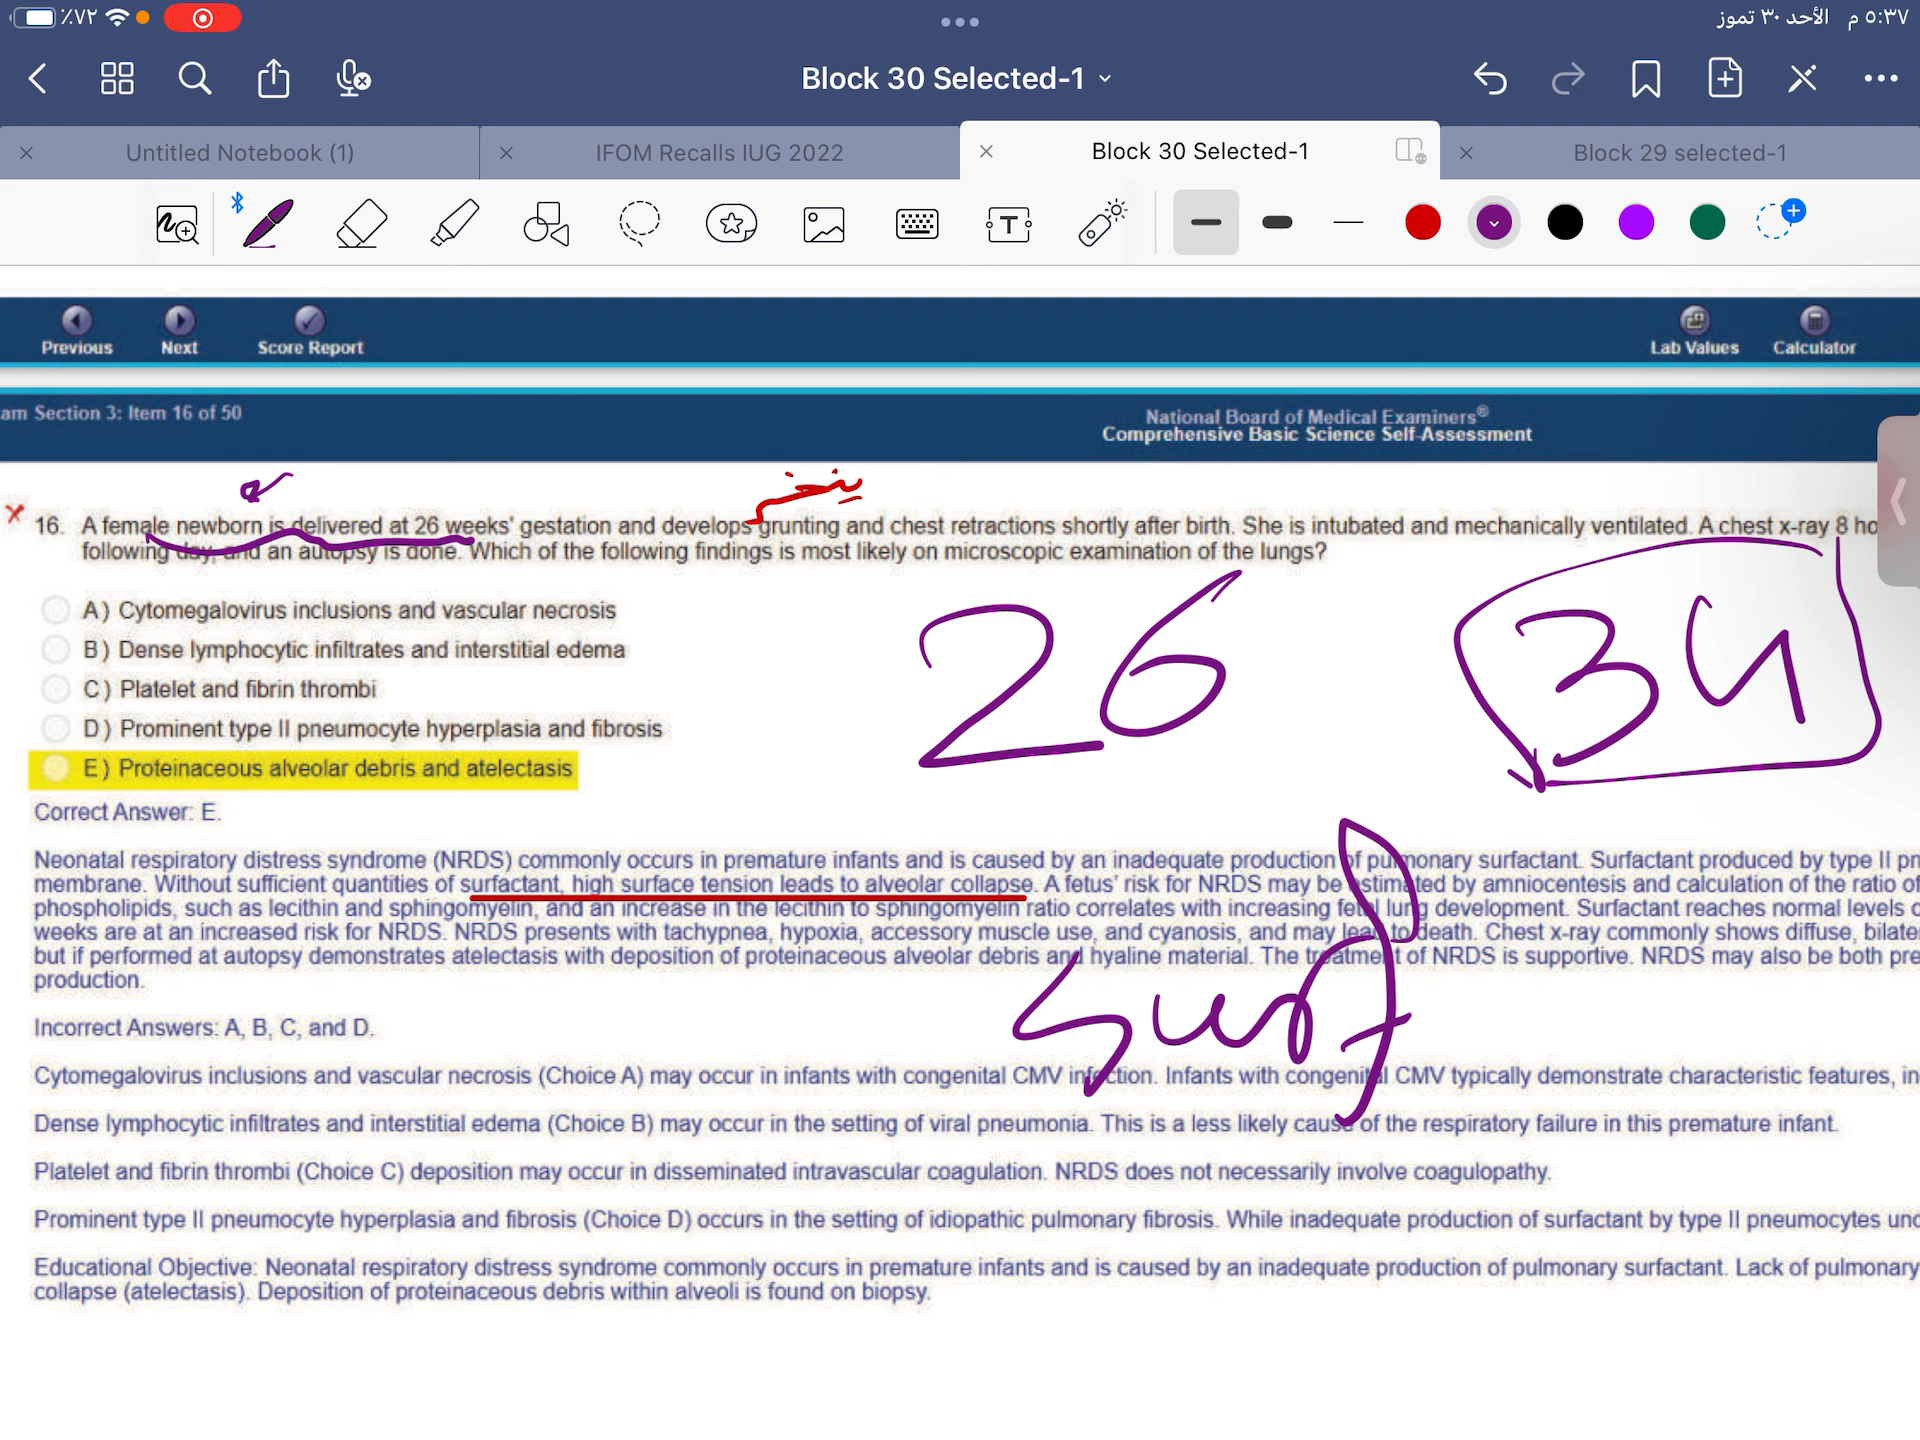 ٪٧٢
٥:٣٧ م الأحد ٣٠ تموز
Block 30 Selected-1
Untitled Notebook (1)
IFOM Recalls IUG 2022
Block 30 Selected-1
Block 29 selected-1
T
Previous
Next
Score Report
Lab Values
Calculator
am Section 3: Item 16 of 50
National Board of Medical Examiners®
Comprehensive Basic Science Self-Assessment
16. A female newborn is delivered at 26 weeks' gestation and develops grunting and chest retractions shortly after birth. She is intubated and mechanically ventilated. A chest x-ray 8 ho
following day, and an autopsy is done. Which of the following findings is most likely on microscopic examination of the lungs?
A) Cytomegalovirus inclusions and vascular necrosis
B) Dense lymphocytic infiltrates and interstitial edema
C) Platelet and fibrin thrombi
D) Prominent type II pneumocyte hyperplasia and fibrosis
E) Proteinaceous alveolar debris and atelectasis
26
34
Correct Answer: E.
Neonatal respiratory distress syndrome (NRDS) commonly occurs in premature infants and is caused by an inadequate production of pulmonary surfactant. Surfactant produced by type II pn
membrane. Without sufficient quantities of surfactant, high surface tension leads to alveolar collapse. A fetus' risk for NRDS may be estimated by amniocentesis and calculation of the ratio of
phospholipids, such as lecithin and sphingomyelin, and an increase in the lecithin to sphingomyelin ratio correlates with increasing fetal lung development. Surfactant reaches normal levels
weeks are at an increased risk for NRDS. NRDS presents with tachypnea, hypoxia, accessory muscle use, and cyanosis, and may lead to death. Chest x-ray commonly shows diffuse, bilate
but if performed at autopsy demonstrates atelectasis with deposition of proteinaceous alveolar debris and hyaline material. The treatment of NRDS is supportive. NRDS may also be both pre
production.
surf
Incorrect Answers: A, B, C, and D.
Cytomegalovirus inclusions and vascular necrosis (Choice A) may occur in infants with congenital CMV infection. Infants with congenital CMV typically demonstrate characteristic features, in
Dense lymphocytic infiltrates and interstitial edema (Choice B) may occur in the setting of viral pneumonia. This is a less likely cause of the respiratory failure in this premature infant.
Platelet and fibrin thrombi (Choice C) deposition may occur in disseminated intravascular coagulation. NRDS does not necessarily involve coagulopathy.
Prominent type II pneumocyte hyperplasia and fibrosis (Choice D) occurs in the setting of idiopathic pulmonary fibrosis. While inadequate production of surfactant by type II pneumocytes und
Educational Objective: Neonatal respiratory distress syndrome commonly occurs in premature infants and is caused by an inadequate production of pulmonary surfactant. Lack of pulmonary
collapse (atelectasis). Deposition of proteinaceous debris within alveoli is found on biopsy.